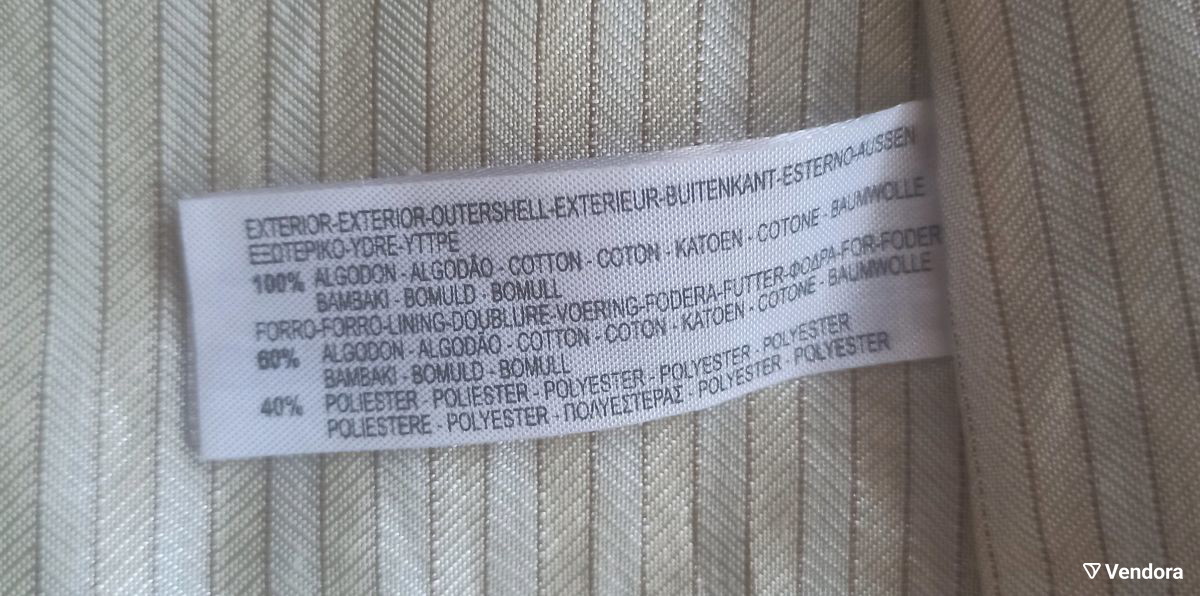 EXTERIOR-EXTERIOR-OUTERSHELL-EXTERIEUR-BUITENKANT-ESTERNO-AUSSEN
ΕΞΩΤΕΡΙΚΟ-YDRE-YTTPE
100% ALGODON - ALGODÃO - COTTON - COTON - KATOEN - COTONE - BAUMWOLLE
BAMBAKI - BOMULD - BOMULL
FORRO-FORRO-LINING-DOUBLURE-VOERING-FODERA-FUTTER-ΦΟΔΡΑ-FOR-FODER
60% ALGODON - ALGODÃO - COTTON - COTON - KATOEN - COTONE - BAUMWOLLE
BAMBAKI - BOMULD - BOMULL
40% POLIESTER - POLYESTER - POLYESTER - POLYESTER - POLYESTER
POLIESTERE - POLYESTER - ΠΟΛΥΕΣΤΕΡΑΣ - POLYESTER - POLYESTER
Vendora